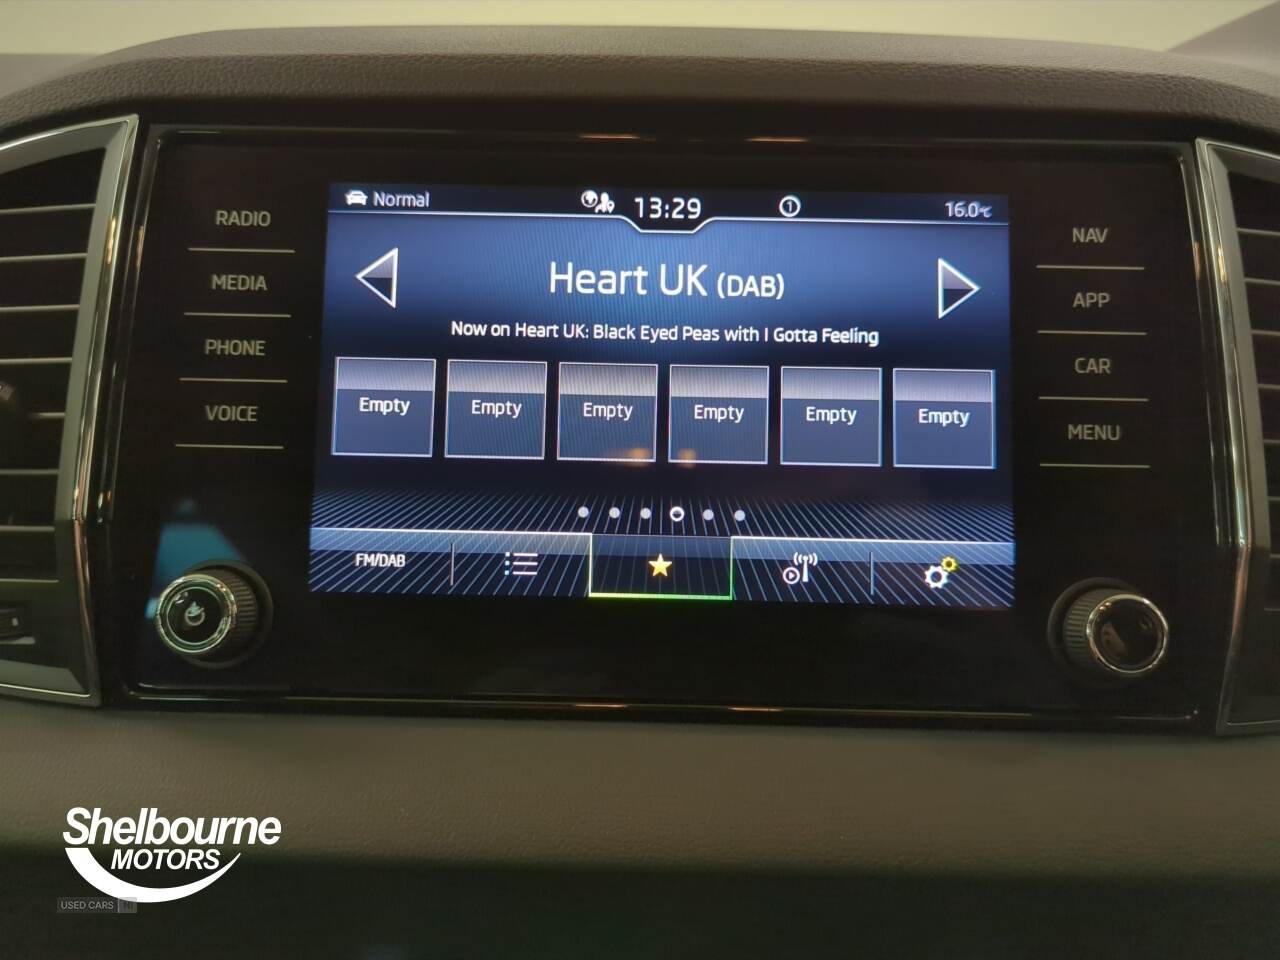 Normal
13:29
1
16.0°C
RADIO
MEDIA
PHONE
VOICE
NAV
APP
CAR
MENU
Heart UK (DAB)
Now on Heart UK: Black Eyed Peas with I Gotta Feeling
Empty Empty Empty Empty Empty Empty
FM/DAB
Shelbourne
MOTORS
USED CARS NI